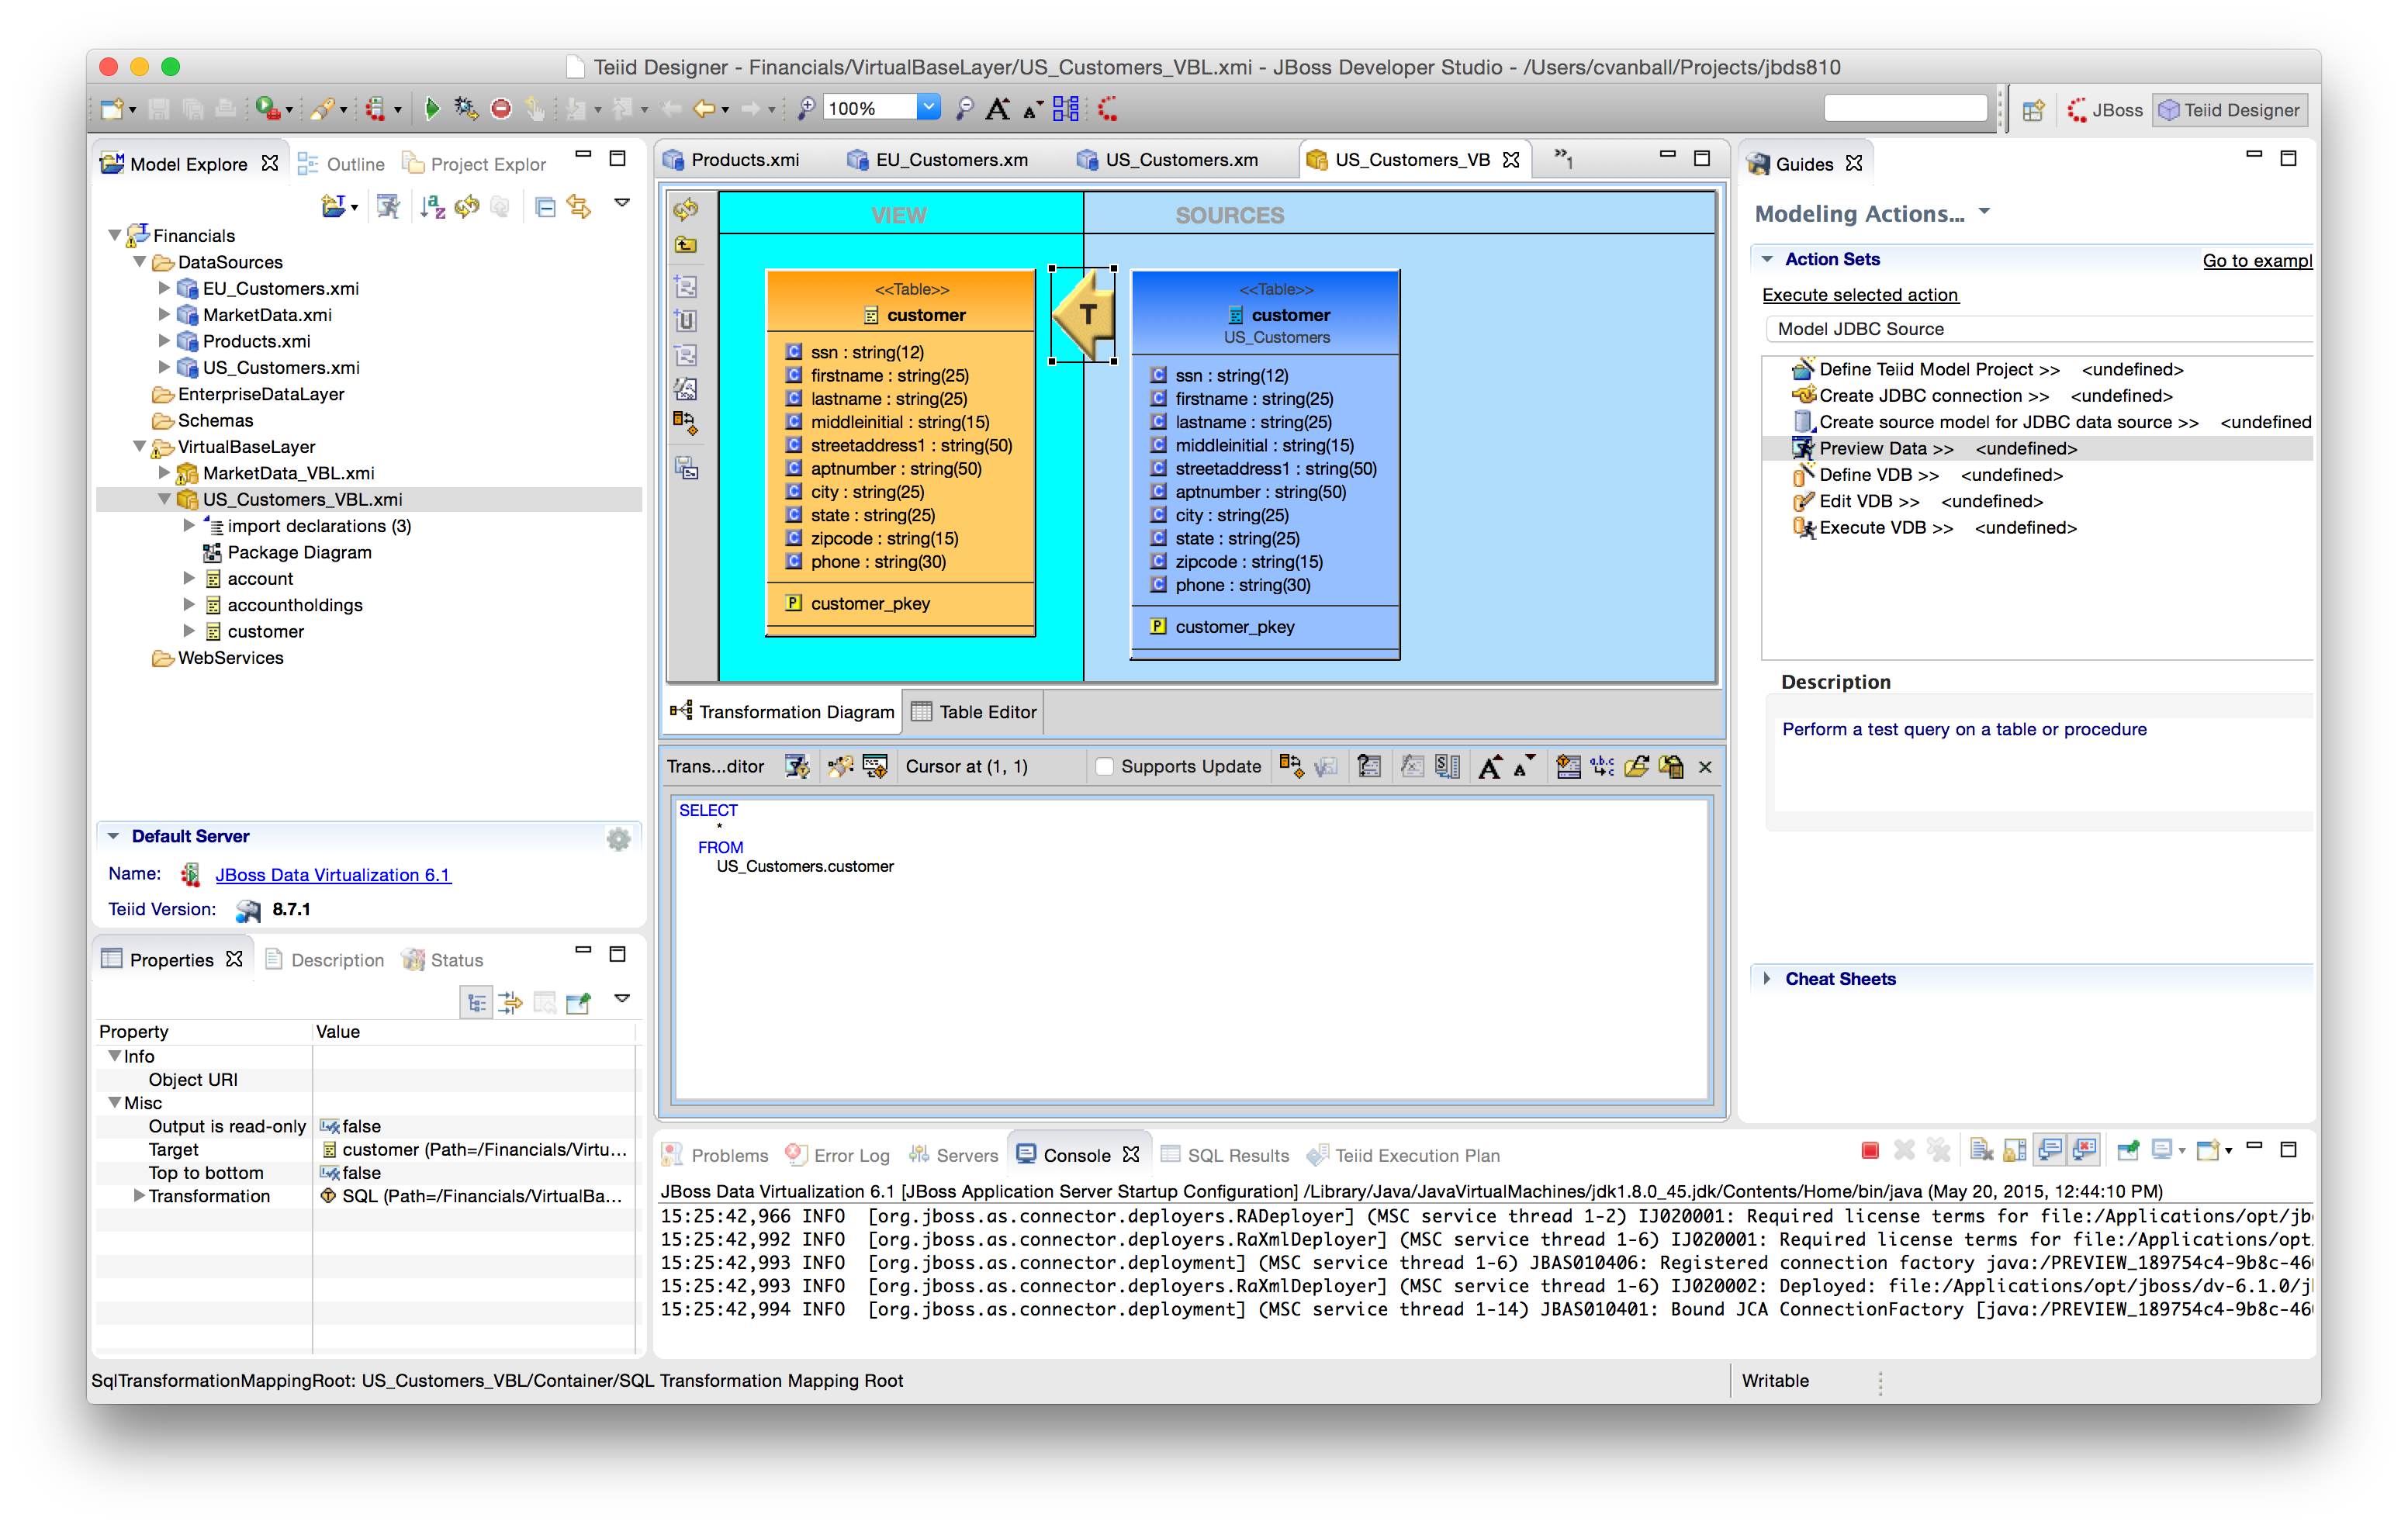 Teiid Designer - Financials/VirtualBaseLayer/US_Customers_VBL.xmi - JBoss Developer Studio - /Users/cvanball/Projects/jbds810
100%
JBoss
Teiid Designer
Model Explore
Outline
Project Explor
Financials
DataSources
EU_Customers.xmi
MarketData.xmi
Products.xmi
US_Customers.xmi
EnterpriseDataLayer
Schemas
VirtualBaseLayer
MarketData_VBL.xmi
US_Customers_VBL.xmi
import declarations (3)
Package Diagram
account
accountholdings
customer
WebServices
Default Server
Name: JBoss Data Virtualization 6.1
Teiid Version: 8.7.1
Properties
Description
Status
Property Value
Info
Object URI
Misc
Output is read-only false
Target customer (Path=/Financials/Virtu...
Top to bottom false
Transformation SQL (Path=/Financials/VirtualBa...
Products.xmi
EU_Customers.xm
US_Customers.xm
US_Customers_VB
»1
VIEW
SOURCES
<<Table>>
customer
ssn : string(12)
firstname : string(25)
lastname : string(25)
middleinitial : string(15)
streetaddress1 : string(50)
aptnumber : string(50)
city : string(25)
state : string(25)
zipcode : string(15)
phone : string(30)
customer_pkey
T
<<Table>>
customer
US_Customers
ssn : string(12)
firstname : string(25)
lastname : string(25)
middleinitial : string(15)
streetaddress1 : string(50)
aptnumber : string(50)
city : string(25)
state : string(25)
zipcode : string(15)
phone : string(30)
customer_pkey
Transformation Diagram
Table Editor
Trans...ditor
Cursor at (1, 1)
Supports Update
SELECT
*
FROM
US_Customers.customer
Guides
Modeling Actions...
Action Sets
Go to exampl
Execute selected action
Model JDBC Source
Define Teiid Model Project >> <undefined>
Create JDBC connection >> <undefined>
Create source model for JDBC data source >> <undefined
Preview Data >> <undefined>
Define VDB >> <undefined>
Edit VDB >> <undefined>
Execute VDB >> <undefined>
Description
Perform a test query on a table or procedure
Cheat Sheets
Problems
Error Log
Servers
Console
SQL Results
Teiid Execution Plan
JBoss Data Virtualization 6.1 [JBoss Application Server Startup Configuration] /Library/Java/JavaVirtualMachines/jdk1.8.0_45.jdk/Contents/Home/bin/java (May 20, 2015, 12:44:10 PM)
15:25:42,966 INFO [org.jboss.as.connector.deployers.RADeployer] (MSC service thread 1-2) IJ020001: Required license terms for file:/Applications/opt/jb
15:25:42,992 INFO [org.jboss.as.connector.deployers.RaXmlDeployer] (MSC service thread 1-6) IJ020001: Required license terms for file:/Applications/opt
15:25:42,993 INFO [org.jboss.as.connector.deployment] (MSC service thread 1-6) JBAS010406: Registered connection factory java:/PREVIEW_189754c4-9b8c-46
15:25:42,993 INFO [org.jboss.as.connector.deployers.RaXmlDeployer] (MSC service thread 1-6) IJ020002: Deployed: file:/Applications/opt/jboss/dv-6.1.0/j
15:25:42,994 INFO [org.jboss.as.connector.deployment] (MSC service thread 1-14) JBAS010401: Bound JCA ConnectionFactory [java:/PREVIEW_189754c4-9b8c-46
SqlTransformationMappingRoot: US_Customers_VBL/Container/SQL Transformation Mapping Root
Writable